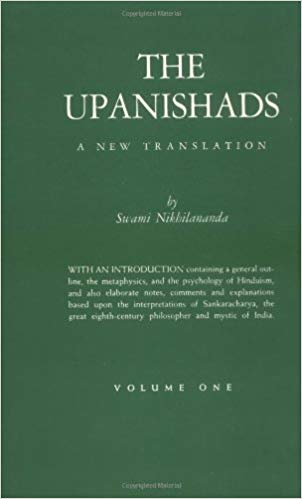 THE
UPANISHADS
A NEW TRANSLATION
by
Swami Nikhilananda
WITH AN INTRODUCTION containing a general out-
line, the metaphysics, and the psychology of Hinduism,
and also elaborate notes, comments and explanations
based upon the interpretations of Sankaracharya, the
great eighth-century philosopher and mystic of India.
VOLUME ONE